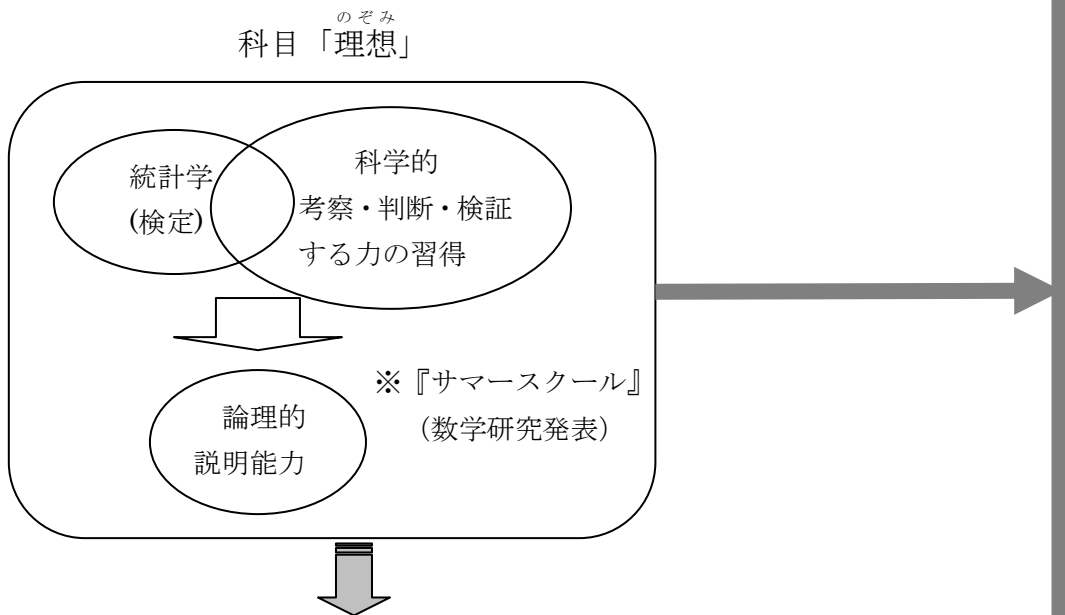 のぞみ
科目「理想」
統計学
(検定)
科学的
考察・判断・検証
する力の習得
※『サマースクール』
(数学研究発表)
論理的
説明能力